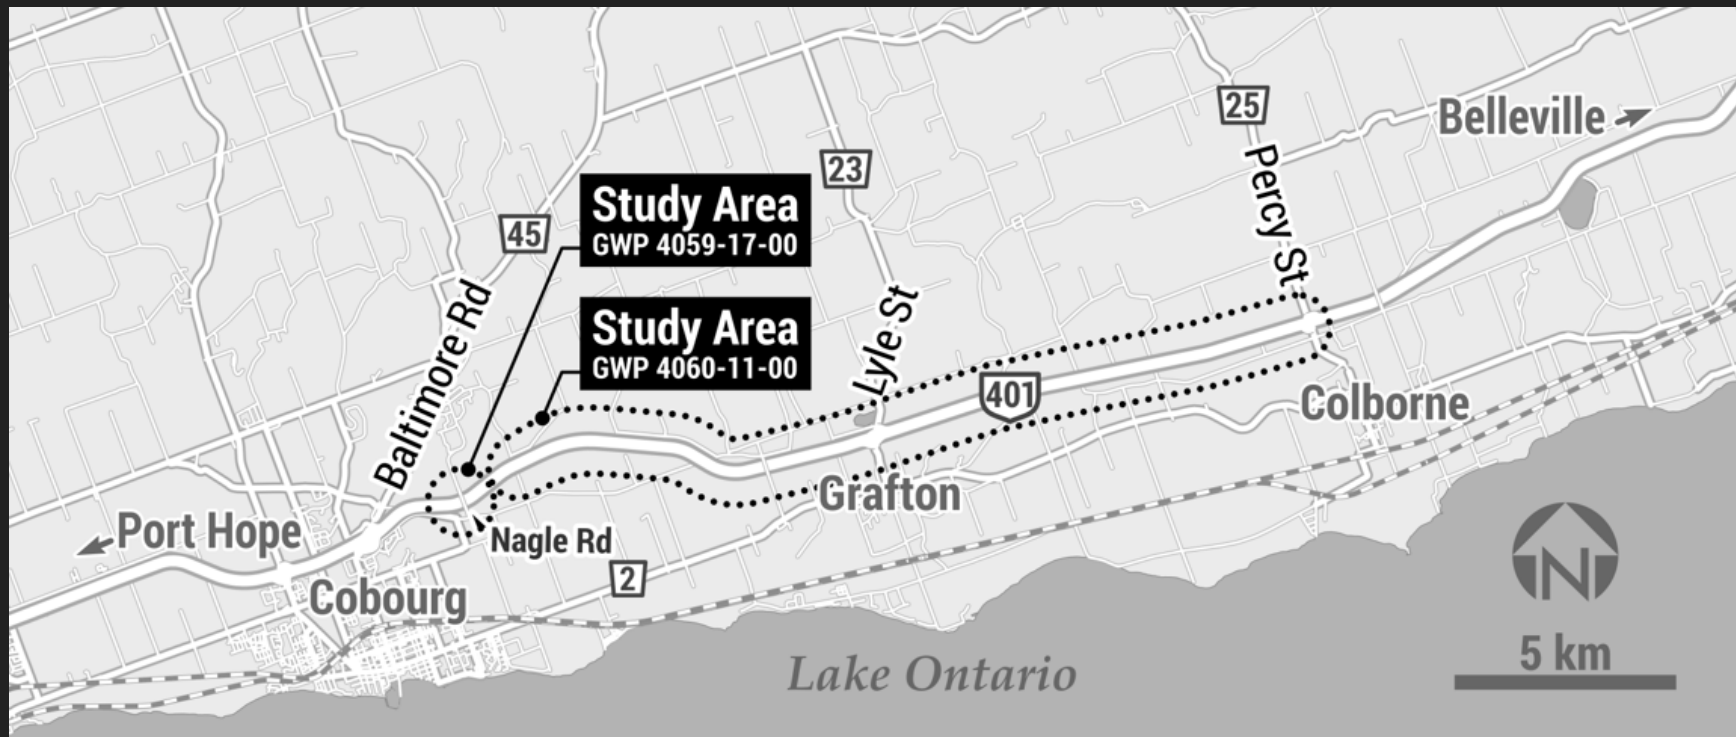 25
Belleville
23
Percy St
Study Area
GWP 4059-17-00
45
Baltimore Rd
Study Area
GWP 4060-11-00
Lyle St
401
Colborne
Grafton
Port Hope
Nagle Rd
2
Cobourg
N
5 km
Lake Ontario